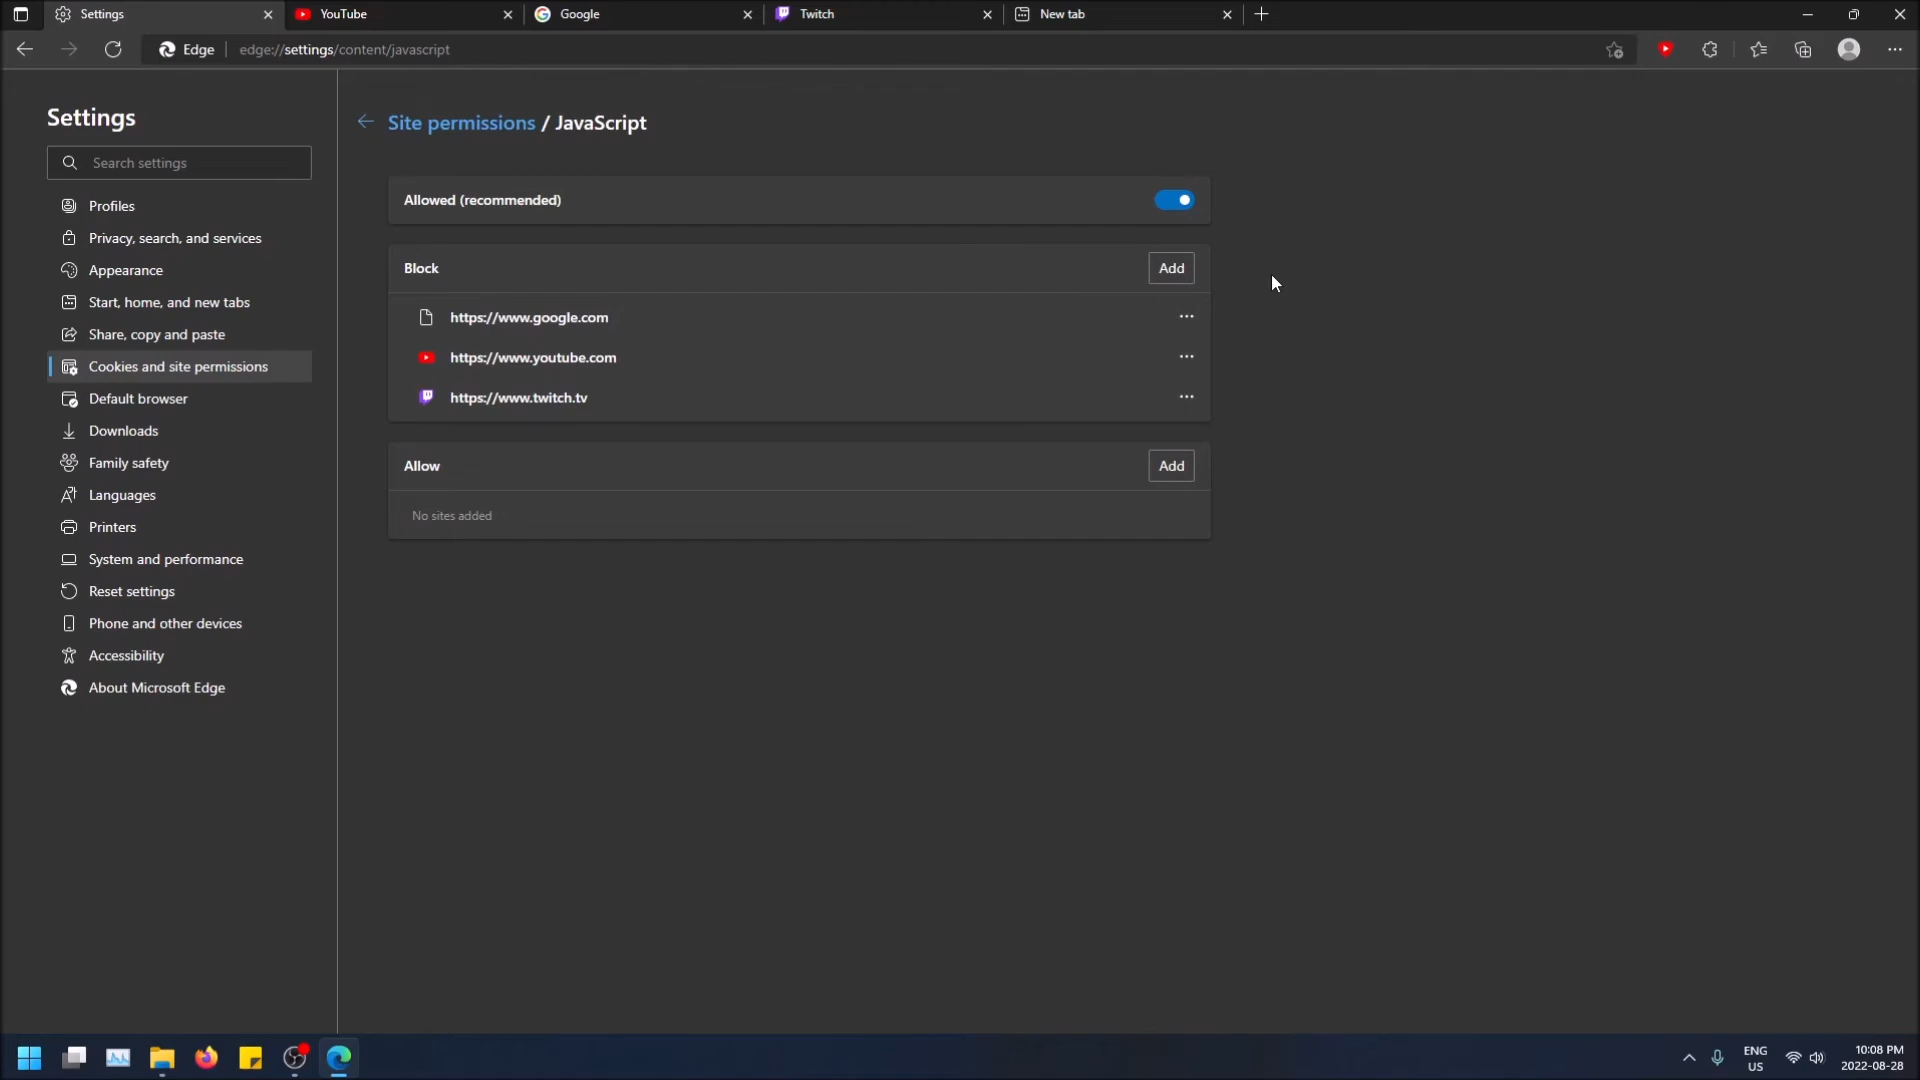 Settings
YouTube
Google
Twitch
New tab
Edge
edge://settings/content/javascript
Settings
Search settings
Profiles
Privacy, search, and services
Appearance
Start, home, and new tabs
Share, copy and paste
Cookies and site permissions
Default browser
Downloads
Family safety
Languages
Printers
System and performance
Reset settings
Phone and other devices
Accessibility
About Microsoft Edge
Site permissions / JavaScript
Allowed (recommended)
Block
Add
https://www.google.com
https://www.youtube.com
https://www.twitch.tv
Allow
Add
No sites added
ENG
US
10:08 PM
2022-08-28